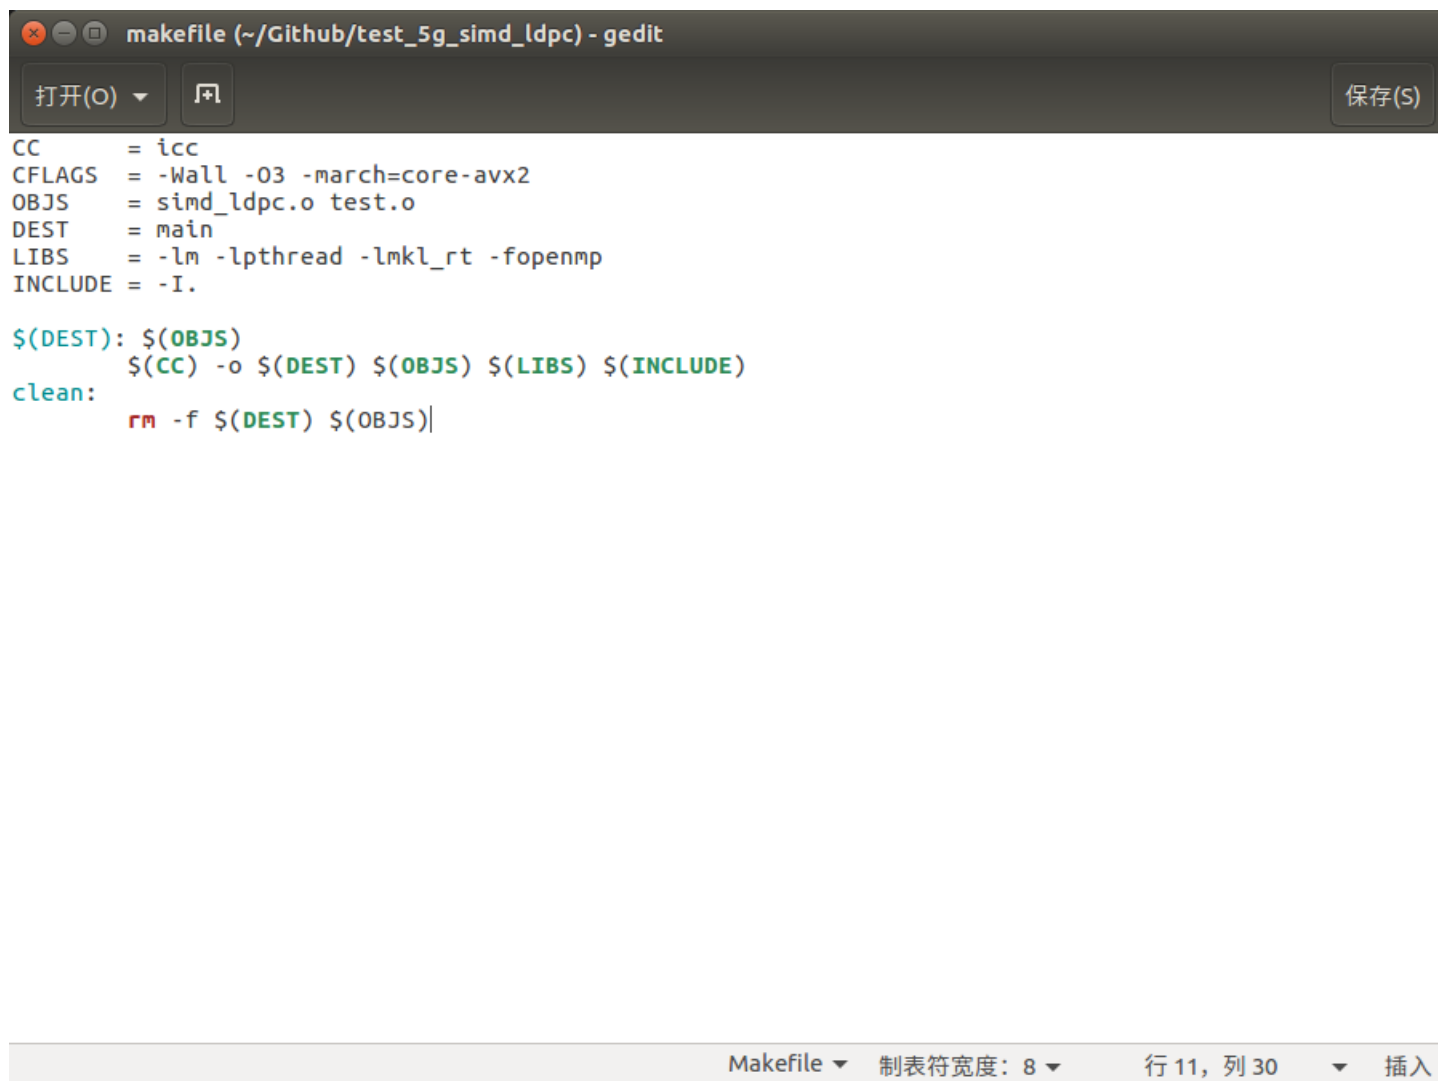 makefile (~/Github/test_5g_simd_ldpc) - gedit
打开(O) 保存(S)
CC      = icc
CFLAGS  = -Wall -O3 -march=core-avx2
OBJS    = simd_ldpc.o test.o
DEST    = main
LIBS    = -lm -lpthread -lmkl_rt -fopenmp
INCLUDE = -I.
$(DEST): $(OBJS)
        $(CC) -o $(DEST) $(OBJS) $(LIBS) $(INCLUDE)
clean:
        rm -f $(DEST) $(OBJS)
Makefile 制表符宽度：8 行 11，列 30 插入